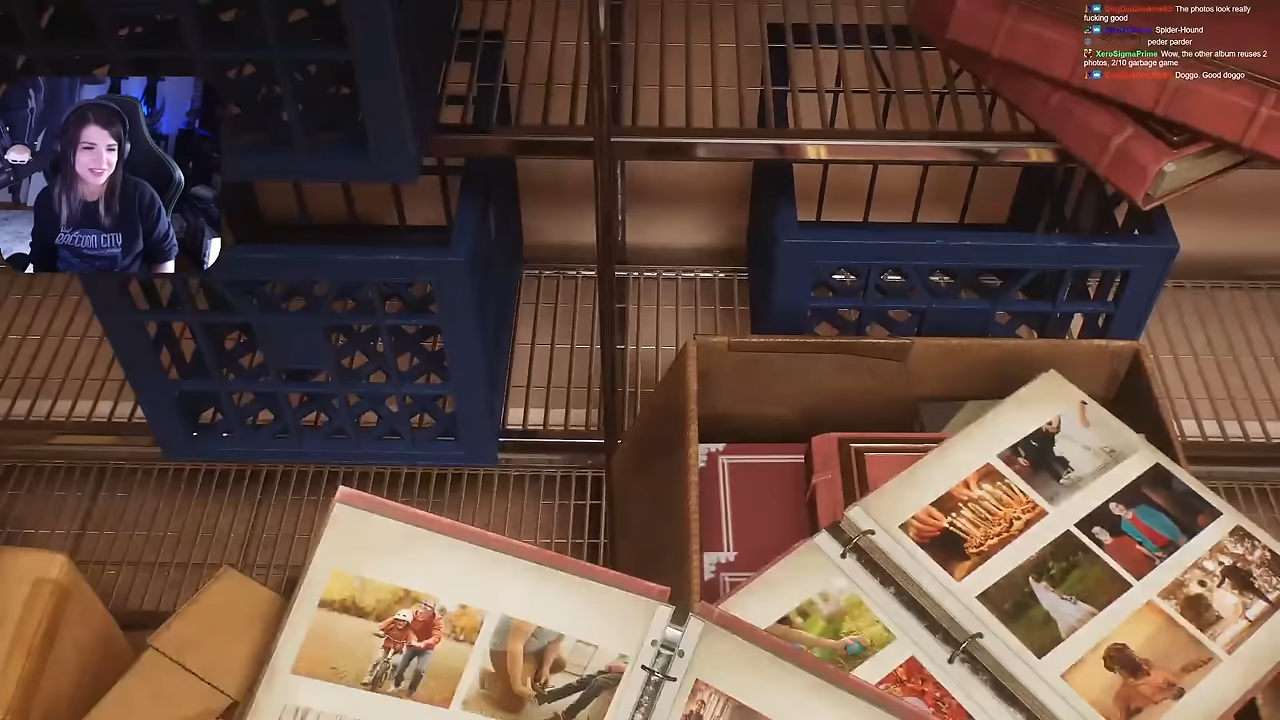 The photos look really
fucking good
Spider-Hound
peder parder
XeroSigmaPrime Wow, the other album reuses 2
photos, 2/10 garbage game
Doggo. Good doggo
RACCOON CITY